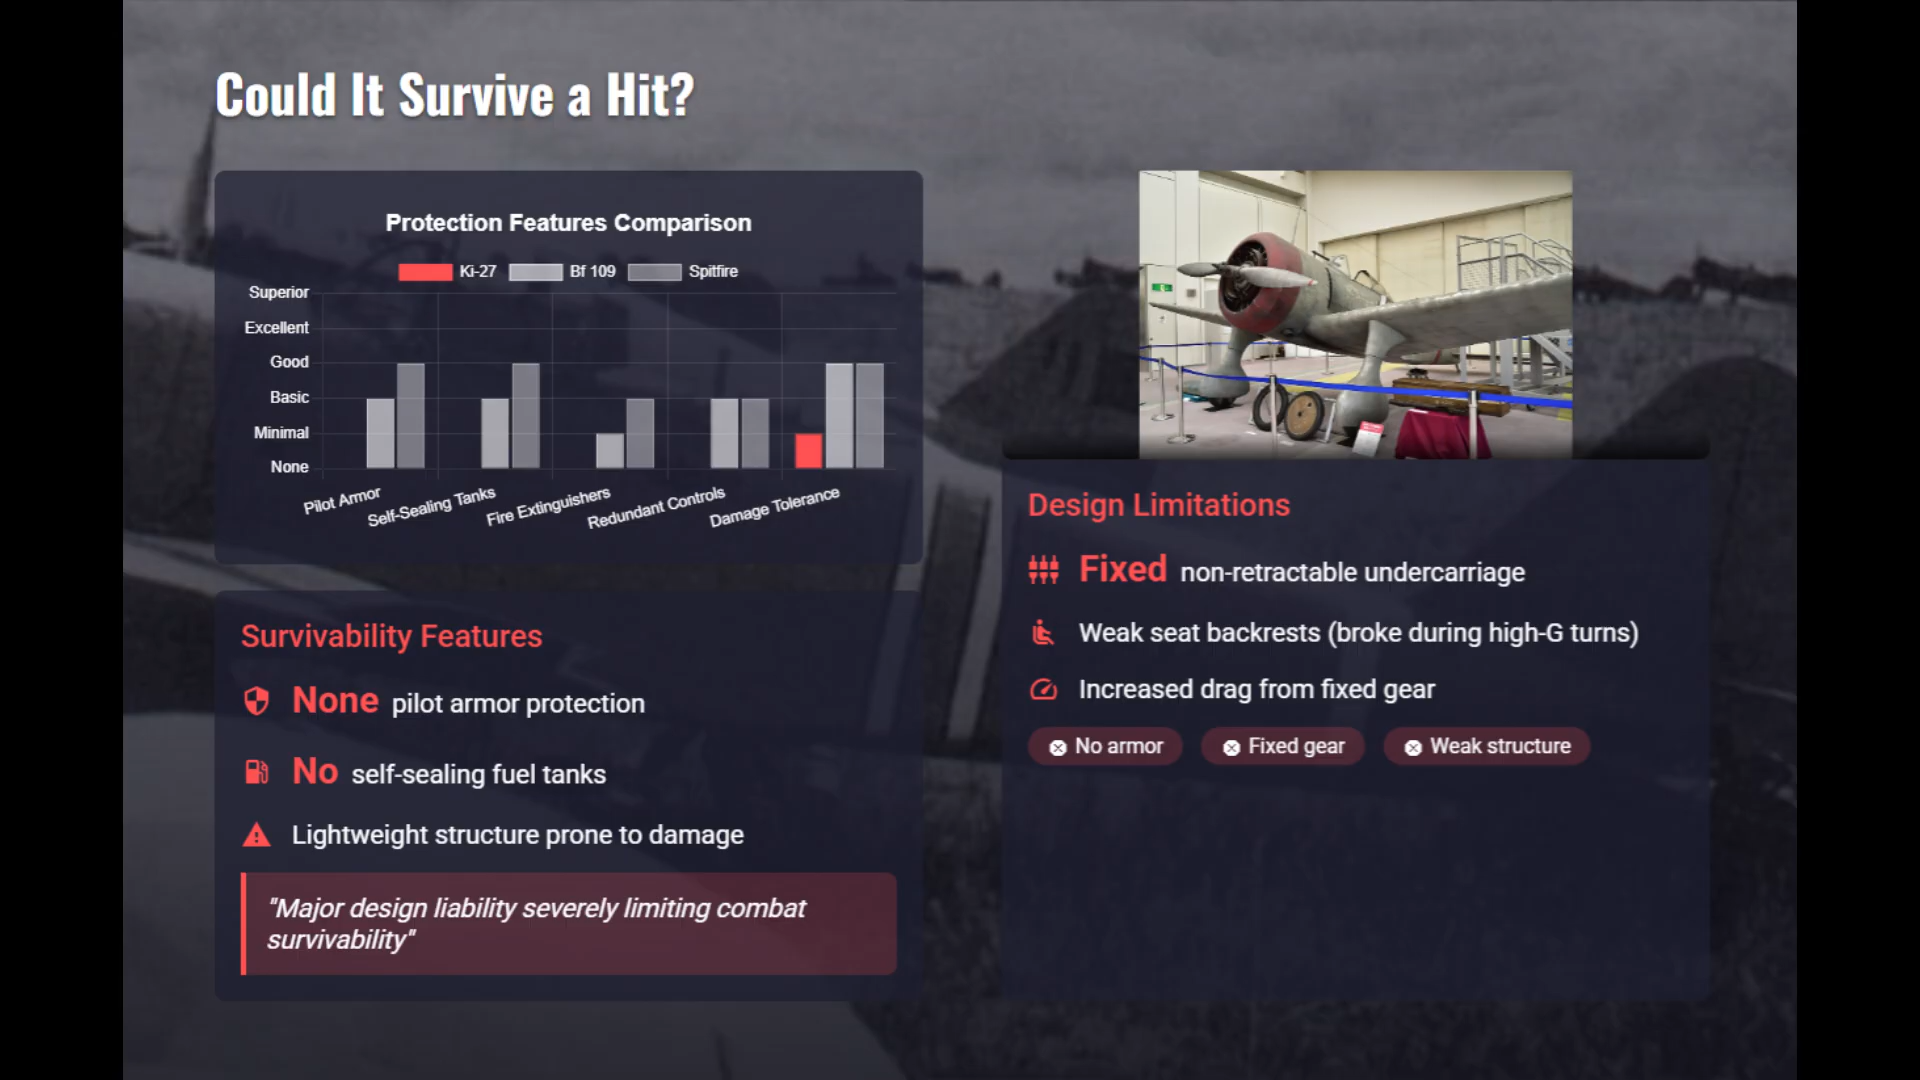 Could It Survive a Hit?
Protection Features Comparison
Ki-27
Bf 109
Spitfire
Superior
Excellent
Good
Basic
Minimal
None
Pilot Armor
Self-Sealing Tanks
Fire Extinguishers
Redundant Controls
Damage Tolerance
Survivability Features
None pilot armor protection
No self-sealing fuel tanks
Lightweight structure prone to damage
"Major design liability severely limiting combat
survivability"
Design Limitations
Fixed non-retractable undercarriage
Weak seat backrests (broke during high-G turns)
Increased drag from fixed gear
No armor
Fixed gear
Weak structure